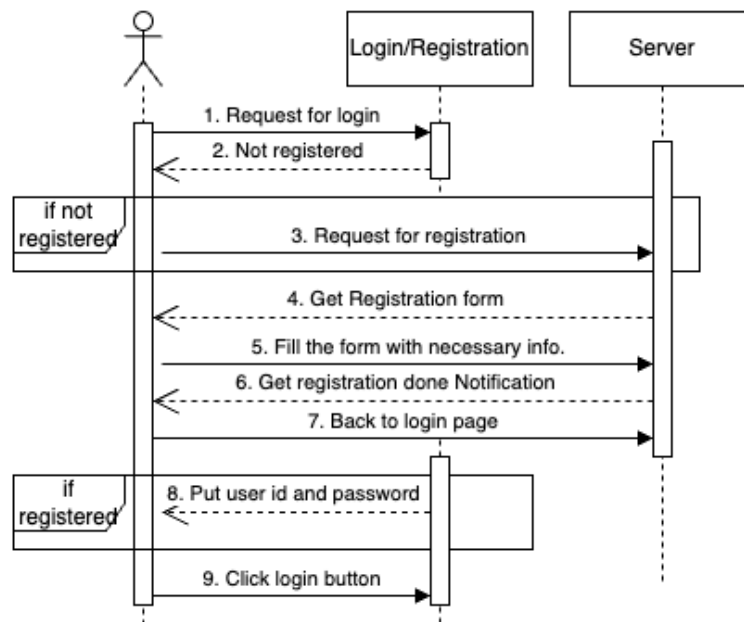 Login/Registration
Server
1. Request for login
2. Not registered
if not
registered
3. Request for registration
4. Get Registration form
5. Fill the form with necessary info.
6. Get registration done Notification
7. Back to login page
if
registered
8. Put user id and password
9. Click login button